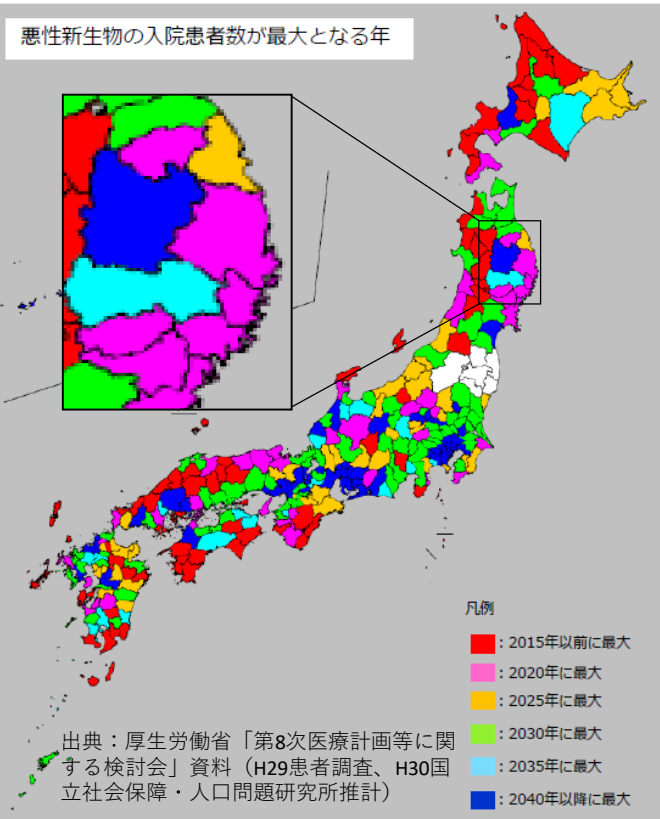 悪性新生物の入院患者数が最大となる年
凡例
：2015年以前に最大
：2020年に最大
：2025年に最大
：2030年に最大
：2035年に最大
：2040年以降に最大
出典：厚生労働省「第8次医療計画等に関
する検討会」資料（H29患者調査、H30国
立社会保障・人口問題研究所推計）